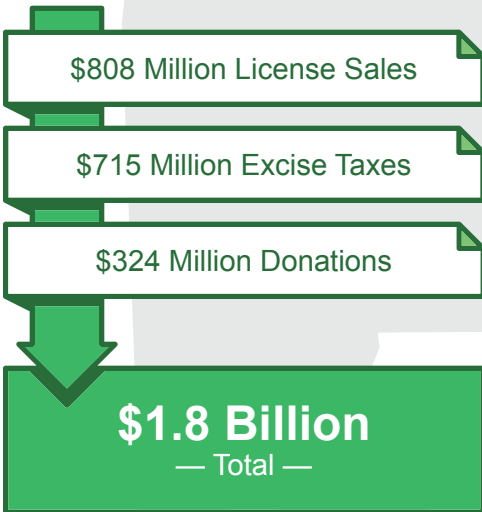 $808 Million License Sales
$715 Million Excise Taxes
$324 Million Donations
$1.8 Billion
— Total —